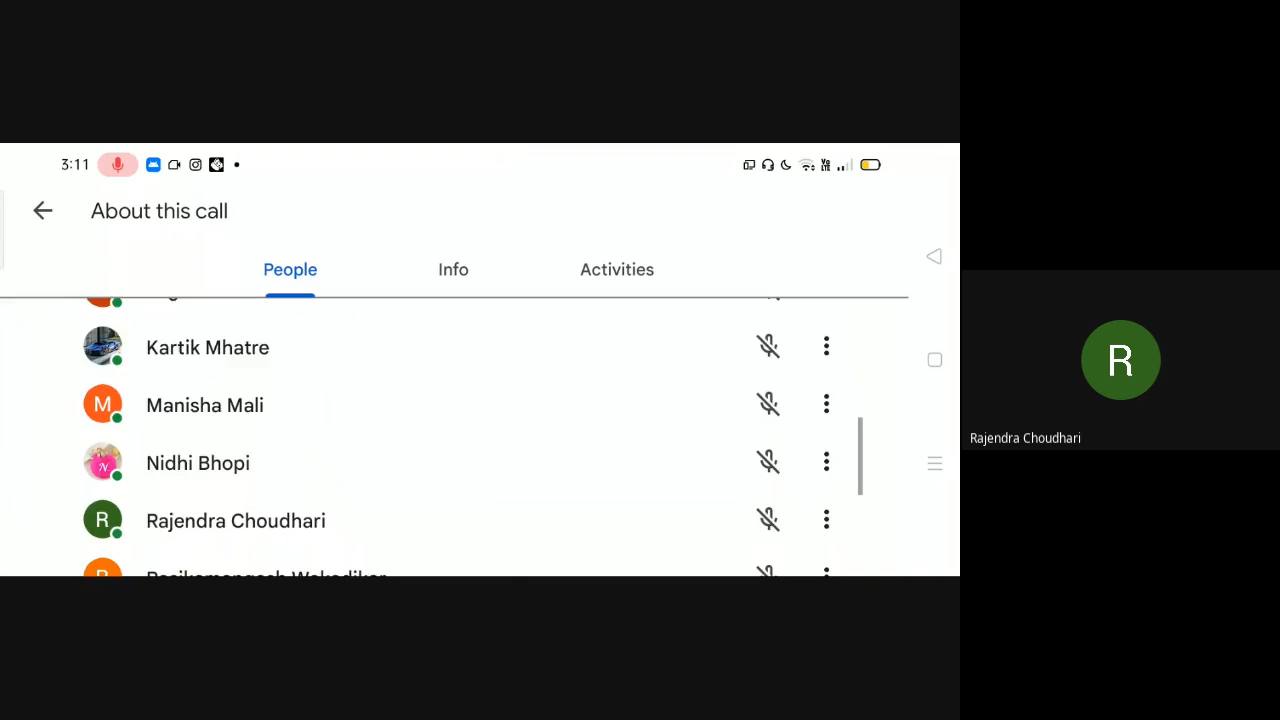 3:11
About this call
People Info Activities
Kartik Mhatre
M Manisha Mali
N Nidhi Bhopi
R Rajendra Choudhari
R
Rajendra Choudhari